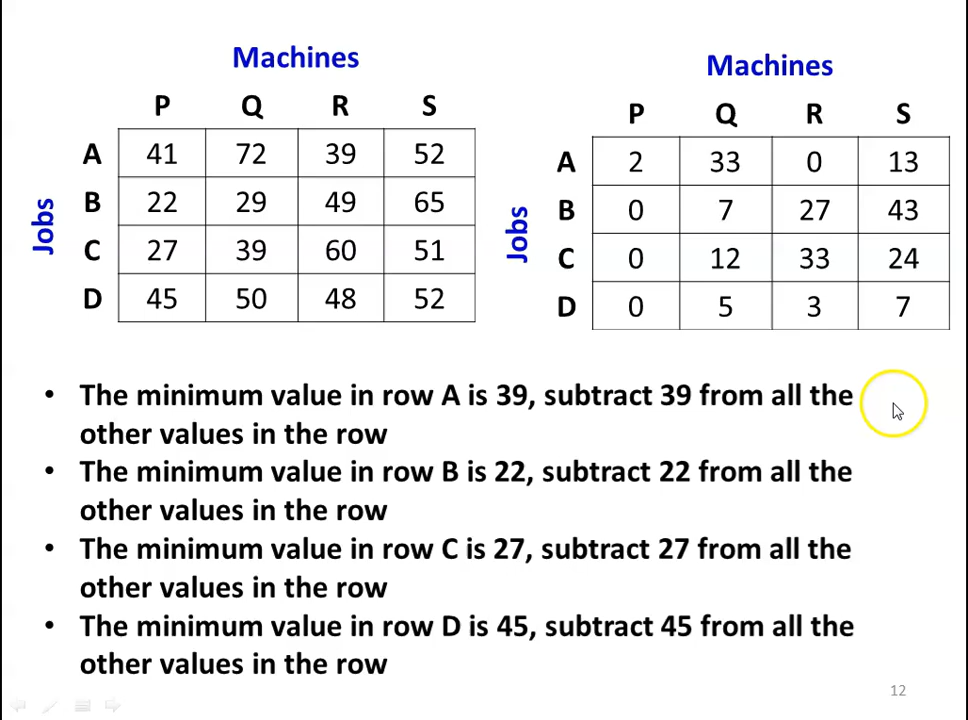 Machines
P Q R S
A 41 72 39 52
B 22 29 49 65
C 27 39 60 51
D 45 50 48 52
Jobs
Machines
P Q R S
A 2 33 0 13
B 0 7 27 43
C 0 12 33 24
D 0 5 3 7
Jobs
• The minimum value in row A is 39, subtract 39 from all the
other values in the row
• The minimum value in row B is 22, subtract 22 from all the
other values in the row
• The minimum value in row C is 27, subtract 27 from all the
other values in the row
• The minimum value in row D is 45, subtract 45 from all the
other values in the row
12